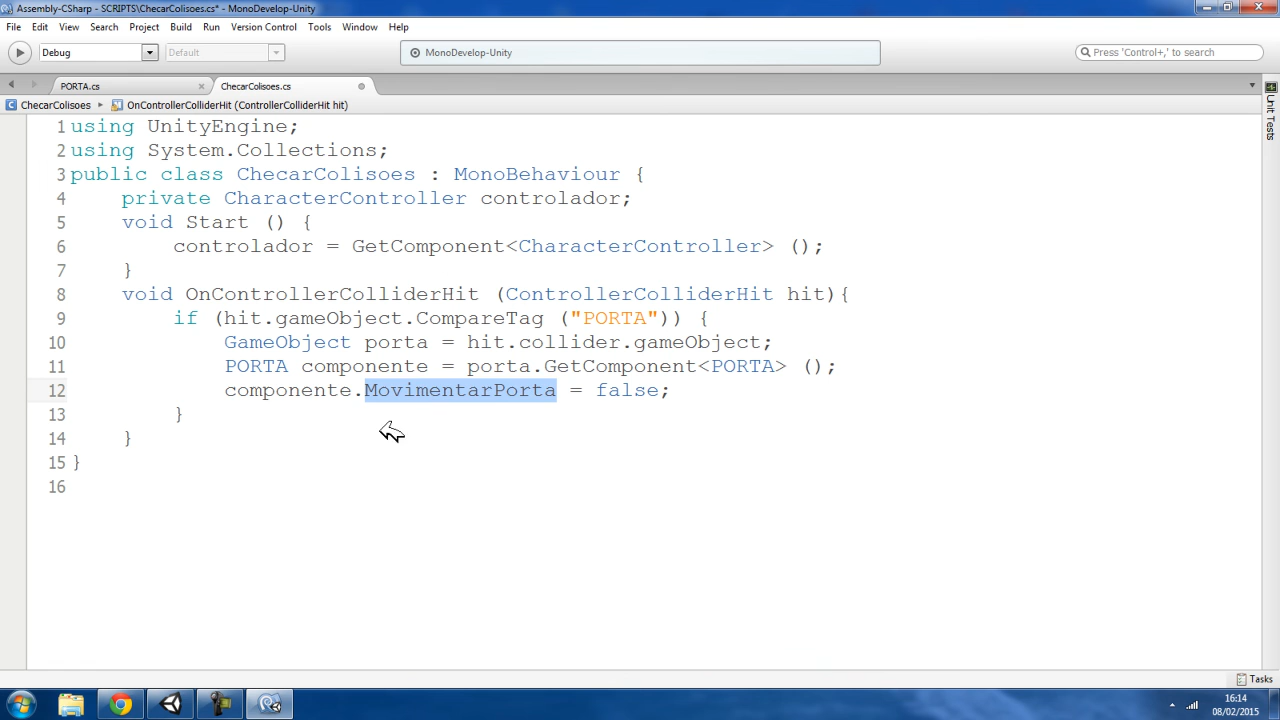 Assembly-CSharp - SCRIPTS\ChecarColisoes.cs* - MonoDevelop-Unity
File Edit View Search Project Build Run Version Control Tools Window Help
Debug Default MonoDevelop-Unity Press 'Control+,' to search
PORTA.cs ChecarColisoes.cs
ChecarColisoes OnControllerColliderHit (ControllerColliderHit hit)
Unit Tests
1 using UnityEngine;
2 using System.Collections;
3 public class ChecarColisoes : MonoBehaviour {
4 private CharacterController controlador;
5 void Start () {
6 controlador = GetComponent<CharacterController> ();
7 }
8 void OnControllerColliderHit (ControllerColliderHit hit){
9 if (hit.gameObject.CompareTag ("PORTA")) {
10 GameObject porta = hit.collider.gameObject;
11 PORTA componente = porta.GetComponent<PORTA> ();
12 componente.MovimentarPorta = false;
13 }
14 }
15 }
16
Tasks
16:14
08/02/2015